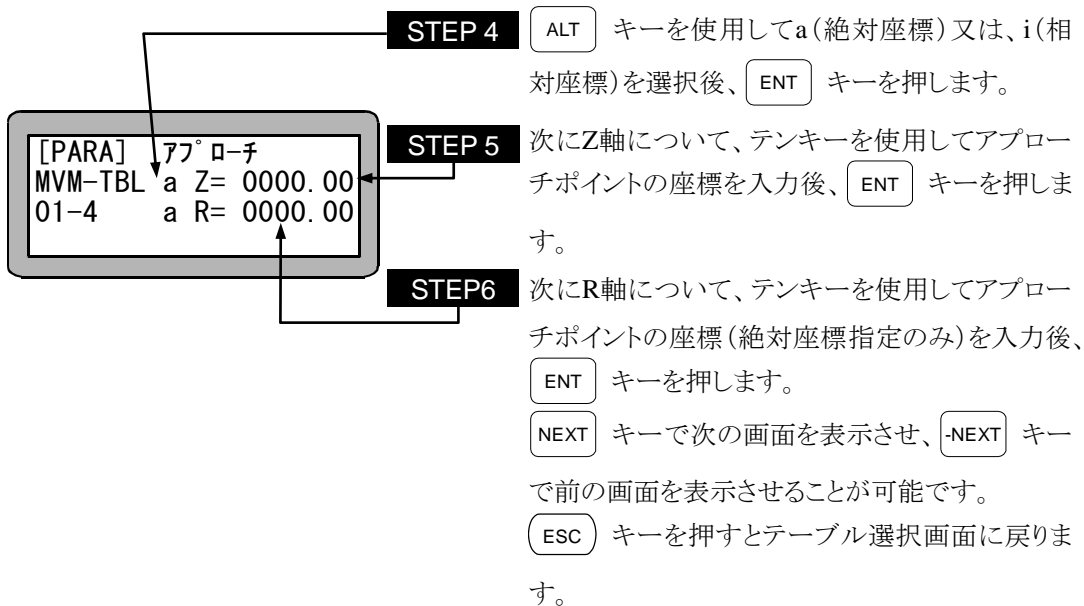 STEP 4 ALT キーを使用してa(絶対座標)又は、i(相
対座標)を選択後、 ENT キーを押します。
[PARA] アプローチ
MVM-TBL a Z= 0000.00
01-4 a R= 0000.00
STEP 5 次にZ軸について、テンキーを使用してアプロー
チポイントの座標を入力後、 ENT キーを押しま
す。
STEP6 次にR軸について、テンキーを使用してアプロー
チポイントの座標(絶対座標指定のみ)を入力後、
ENT キーを押します。
NEXT キーで次の画面を表示させ、 -NEXT キー
で前の画面を表示させることが可能です。
ESC キーを押すとテーブル選択画面に戻りま
す。